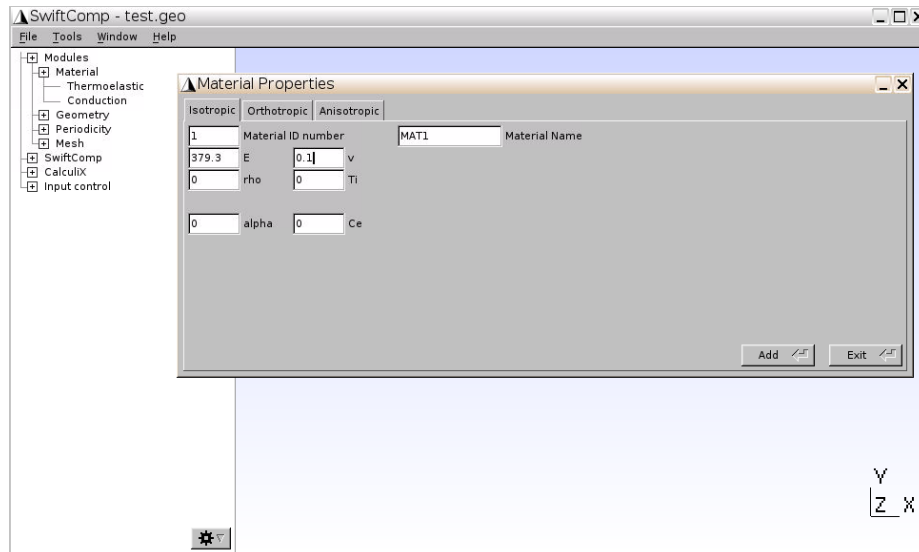 SwiftComp - test.geo
File Tools Window Help
Modules
Material
Thermoelastic
Conduction
Geometry
Periodicity
Mesh
SwiftComp
CalculiX
Input control
Material Properties
Isotropic Orthotropic Anisotropic
1 Material ID number MAT1 Material Name
379.3 E 0.1 v
0 rho 0 Ti
0 alpha 0 Ce
Add Exit
Y
Z X